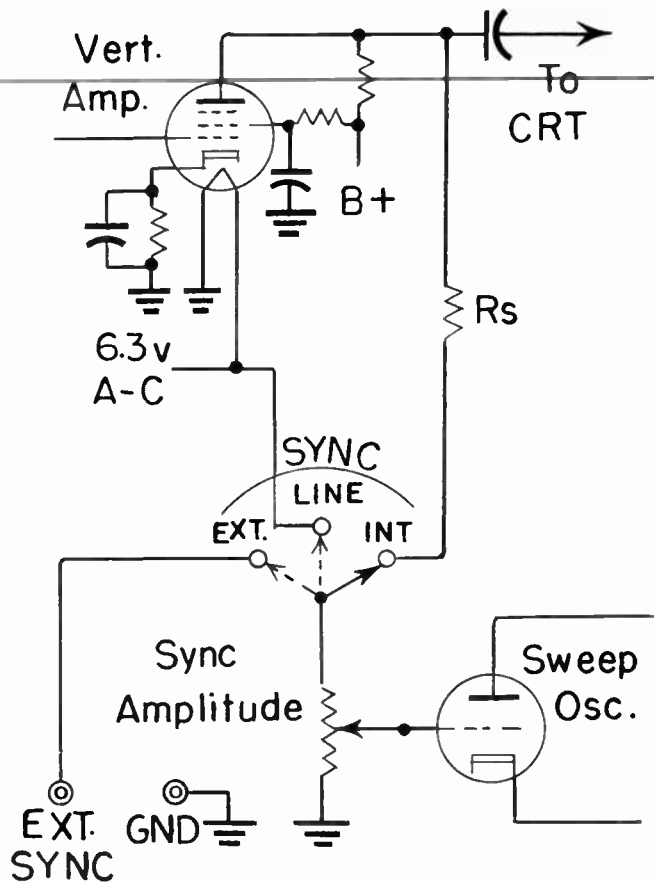 Vert.
Amp.
To
CRT
B+
Rs
6.3v
A-C
SYNC
LINE
EXT.
INT
Sync
Amplitude
Sweep
Osc.
EXT.
SYNC
GND